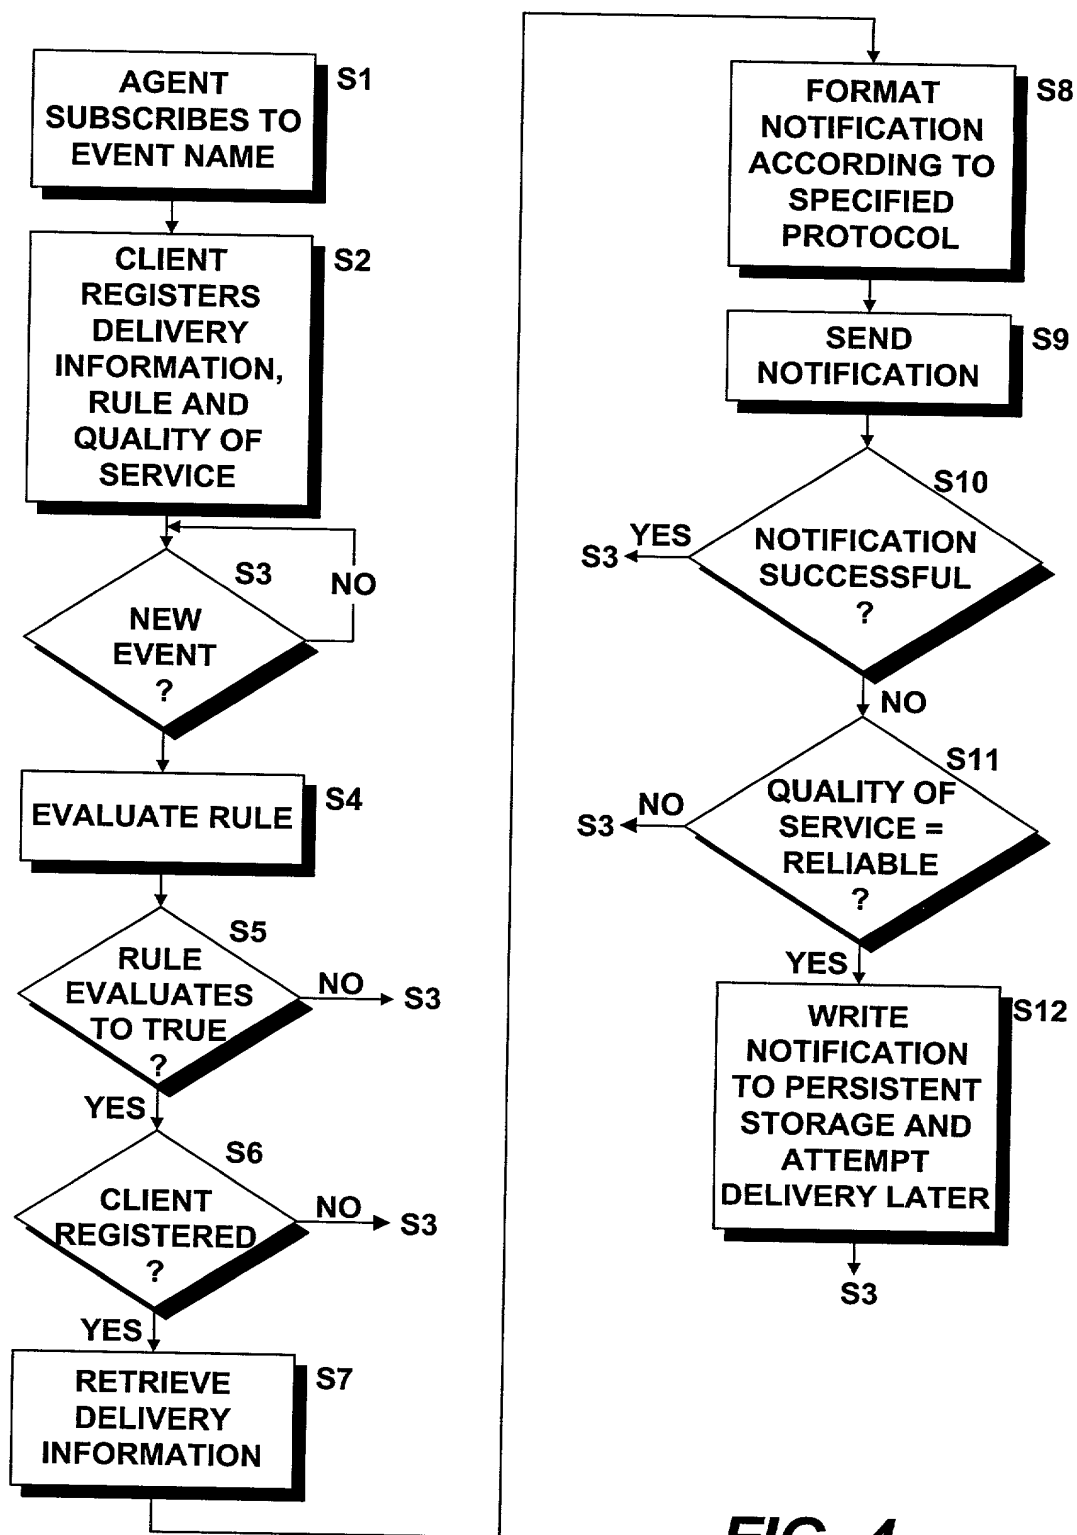 AGENT
SUBSCRIBES TO
EVENT NAME
S1
CLIENT
REGISTERS
DELIVERY
INFORMATION,
RULE AND
QUALITY OF
SERVICE
S2
S3
NO
NEW
EVENT
?
EVALUATE RULE
S4
S5
RULE
EVALUATES
TO TRUE
?
NO
S3
YES
S6
CLIENT
REGISTERED
?
NO
S3
YES
RETRIEVE
DELIVERY
INFORMATION
S7
FORMAT
NOTIFICATION
ACCORDING TO
SPECIFIED
PROTOCOL
S8
SEND
NOTIFICATION
S9
S10
YES
S3
NOTIFICATION
SUCCESSFUL
?
NO
S11
NO
S3
QUALITY OF
SERVICE =
RELIABLE
?
YES
WRITE
NOTIFICATION
TO PERSISTENT
STORAGE AND
ATTEMPT
DELIVERY LATER
S12
S3
FIG. 4